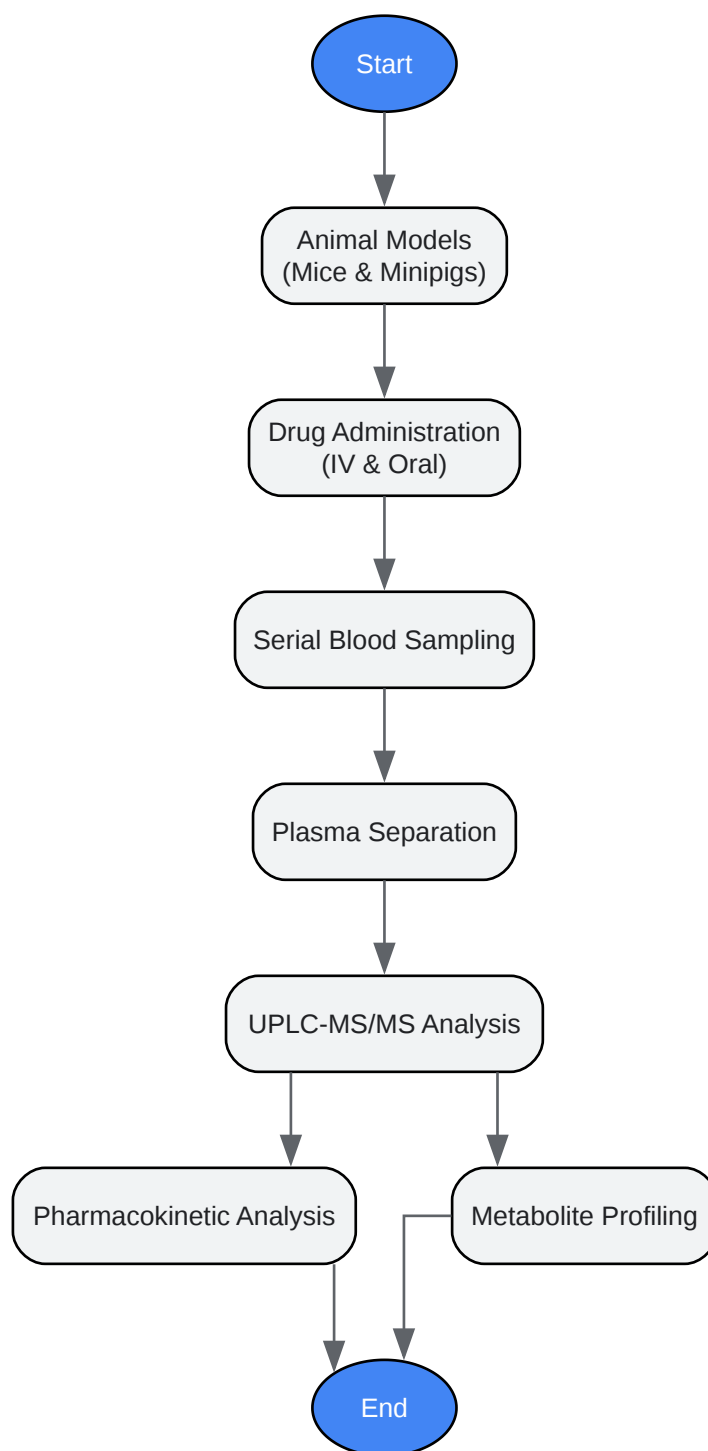 Start
Animal Models
(Mice & Minipigs)
Drug Administration
(IV & Oral)
Serial Blood Sampling
Plasma Separation
UPLC-MS/MS Analysis
Pharmacokinetic Analysis
Metabolite Profiling
End